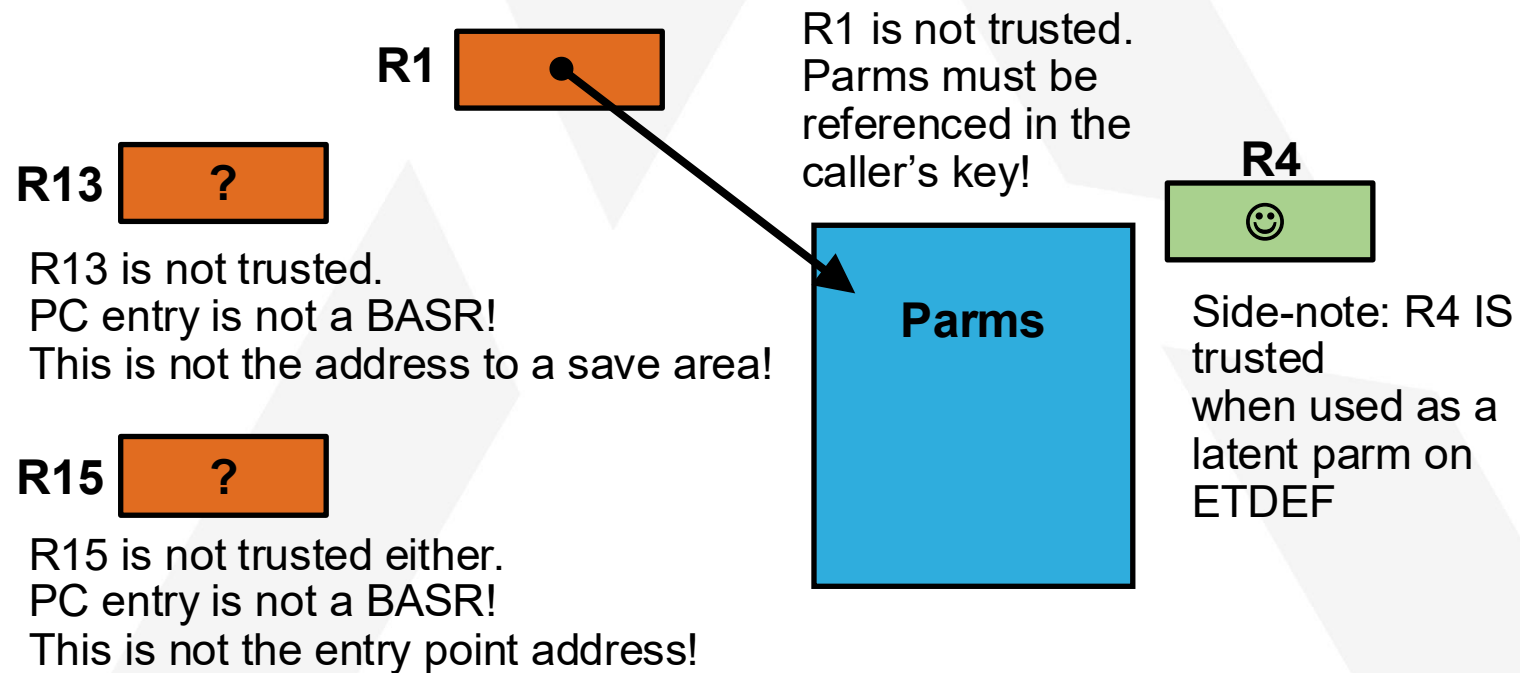 R1
R1 is not trusted.
Parms must be
referenced in the
caller’s key!
R13
?
R13 is not trusted.
PC entry is not a BASR!
This is not the address to a save area!
R15
?
R15 is not trusted either.
PC entry is not a BASR!
This is not the entry point address!
Parms
R4
☺
Side-note: R4 IS
trusted
when used as a
latent parm on
ETDEF